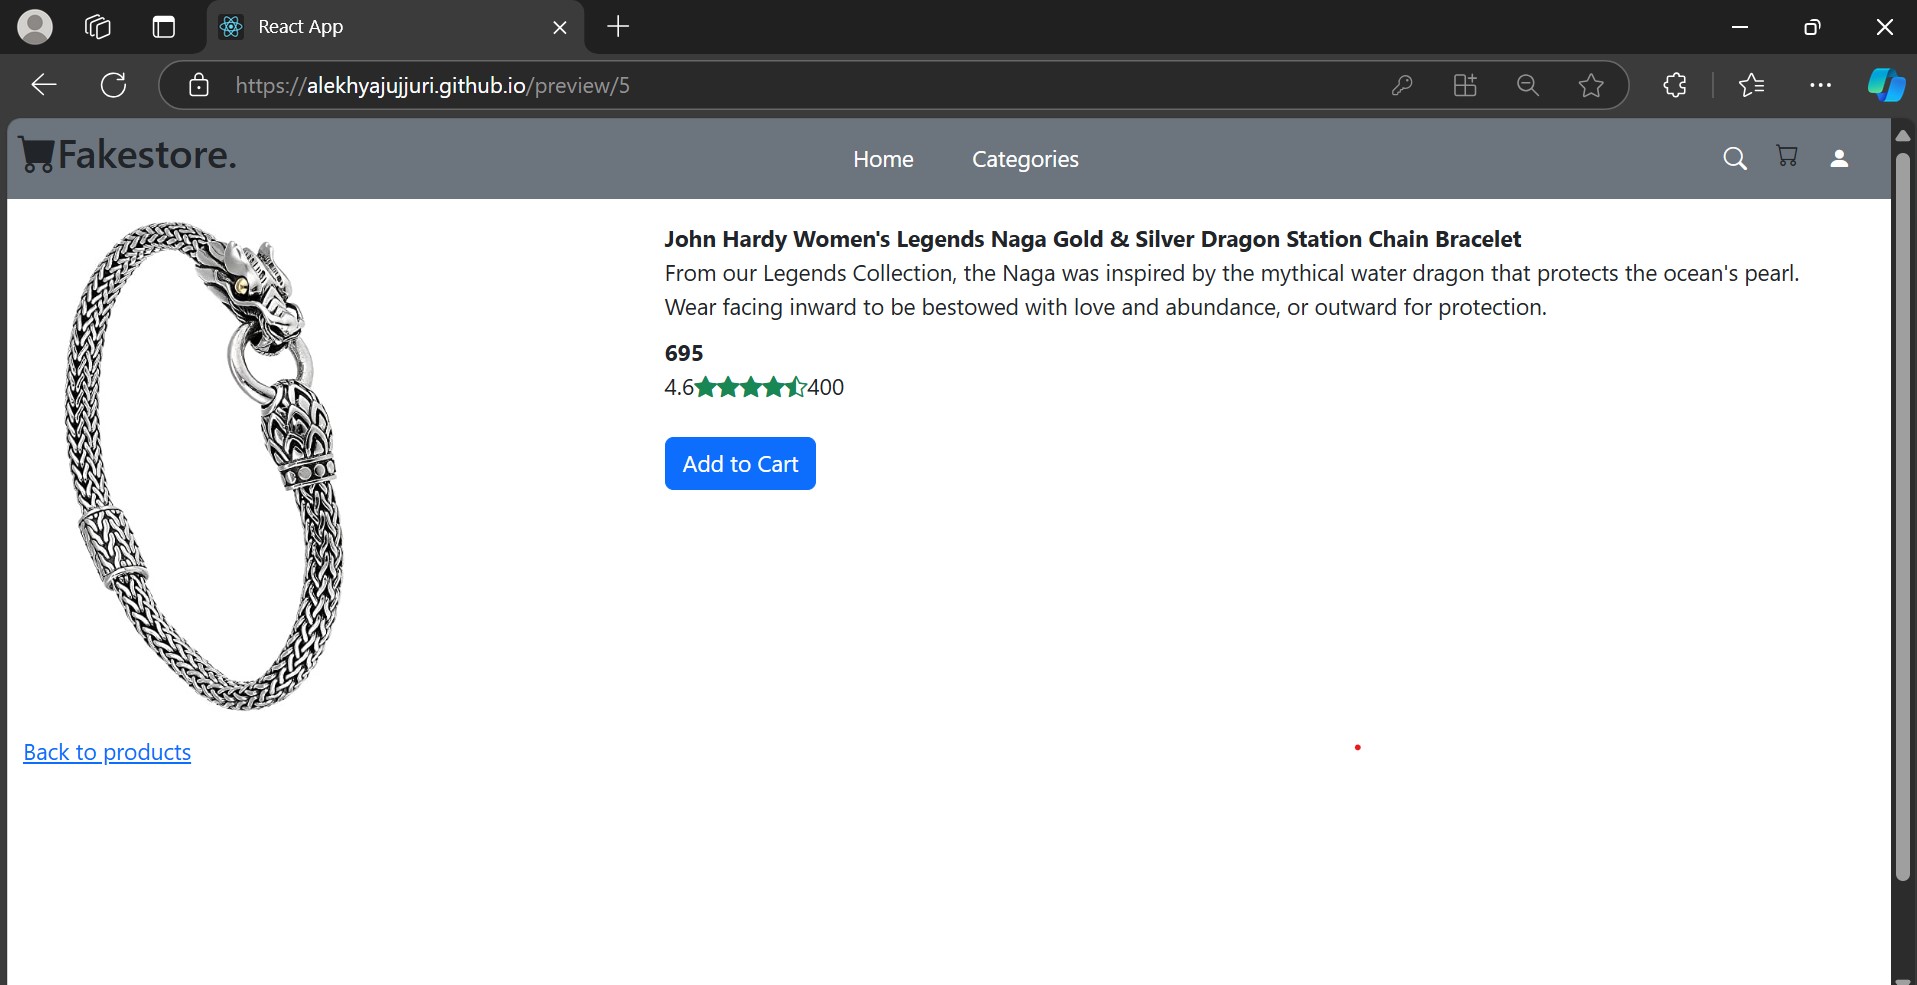 React App
https://alekhyajujjuri.github.io/preview/5
Fakestore.
Home
Categories
John Hardy Women's Legends Naga Gold & Silver Dragon Station Chain Bracelet
From our Legends Collection, the Naga was inspired by the mythical water dragon that protects the ocean's pearl.
Wear facing inward to be bestowed with love and abundance, or outward for protection.
695
4.6★★★★⯪400
Add to Cart
Back to products